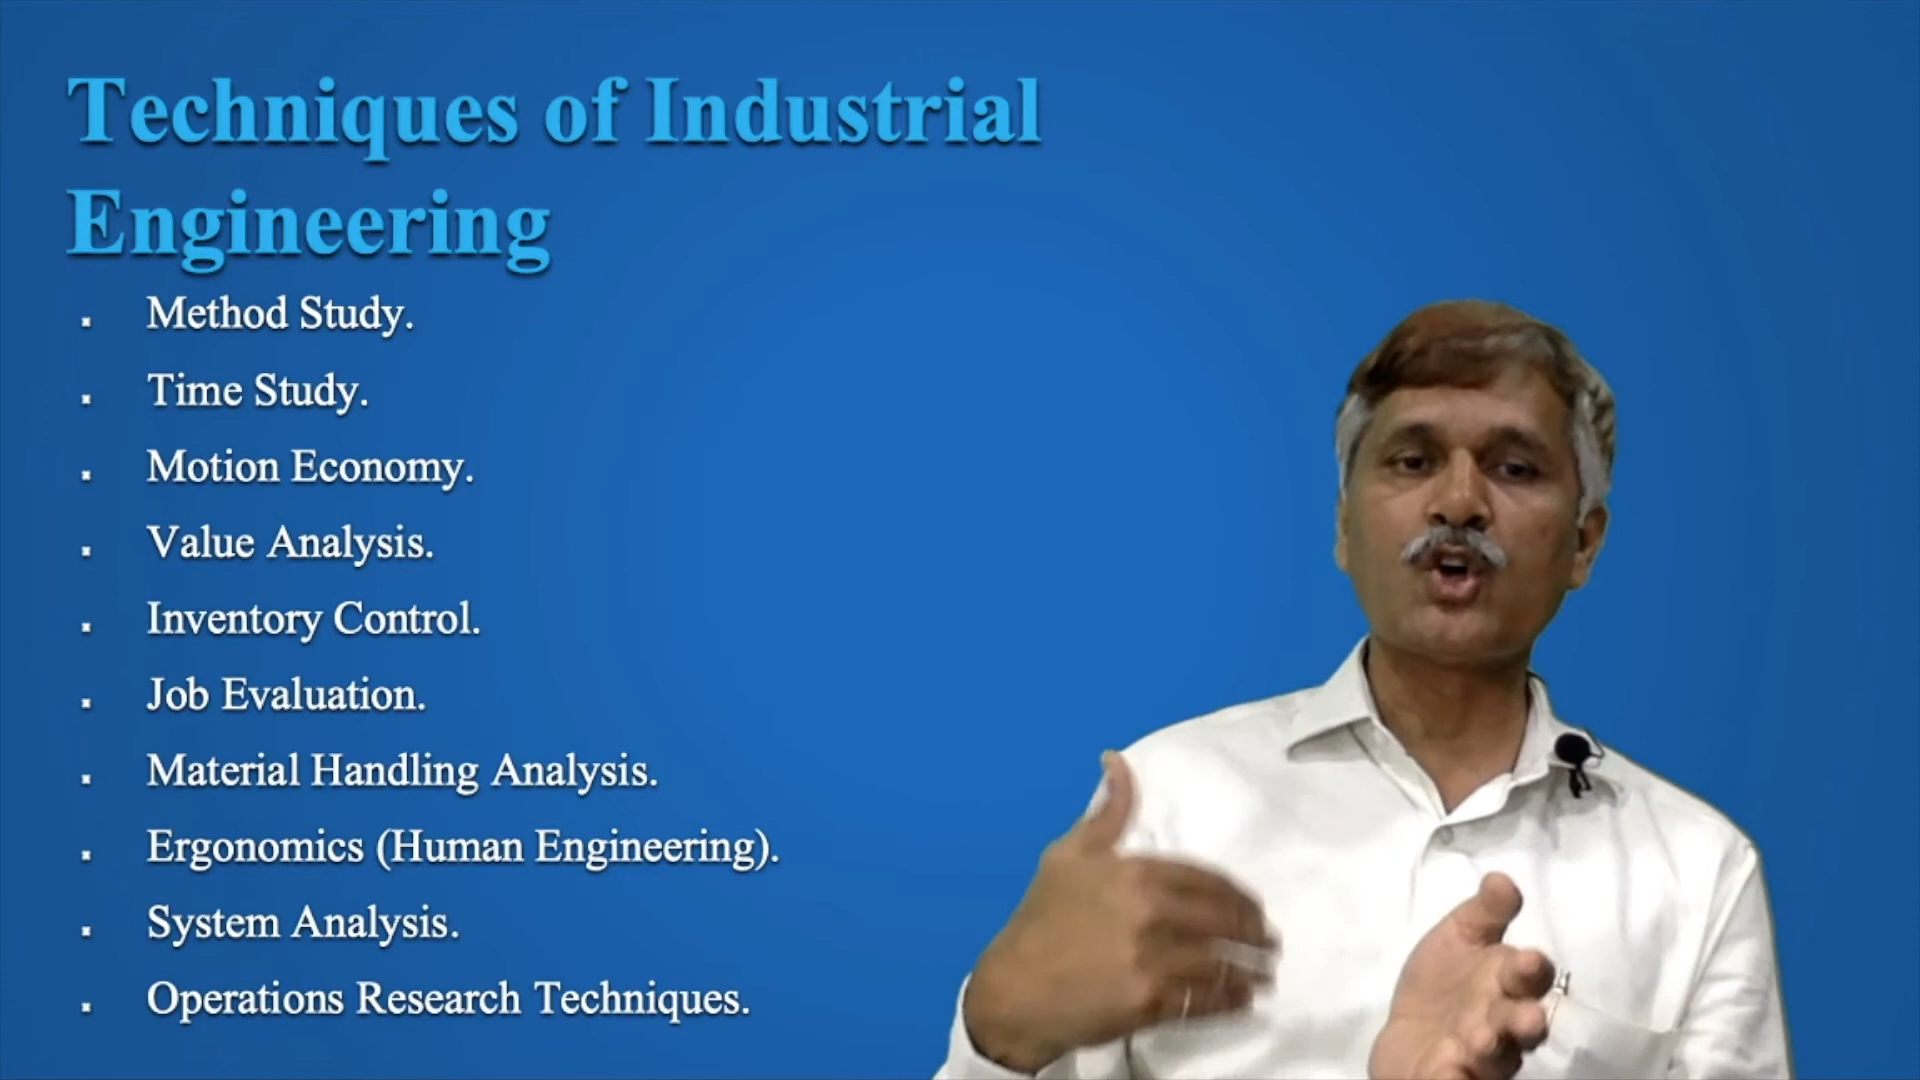 Techniques of Industrial
Engineering
Method Study.
Time Study.
Motion Economy.
Value Analysis.
Inventory Control.
Job Evaluation.
Material Handling Analysis.
Ergonomics (Human Engineering).
System Analysis.
Operations Research Techniques.